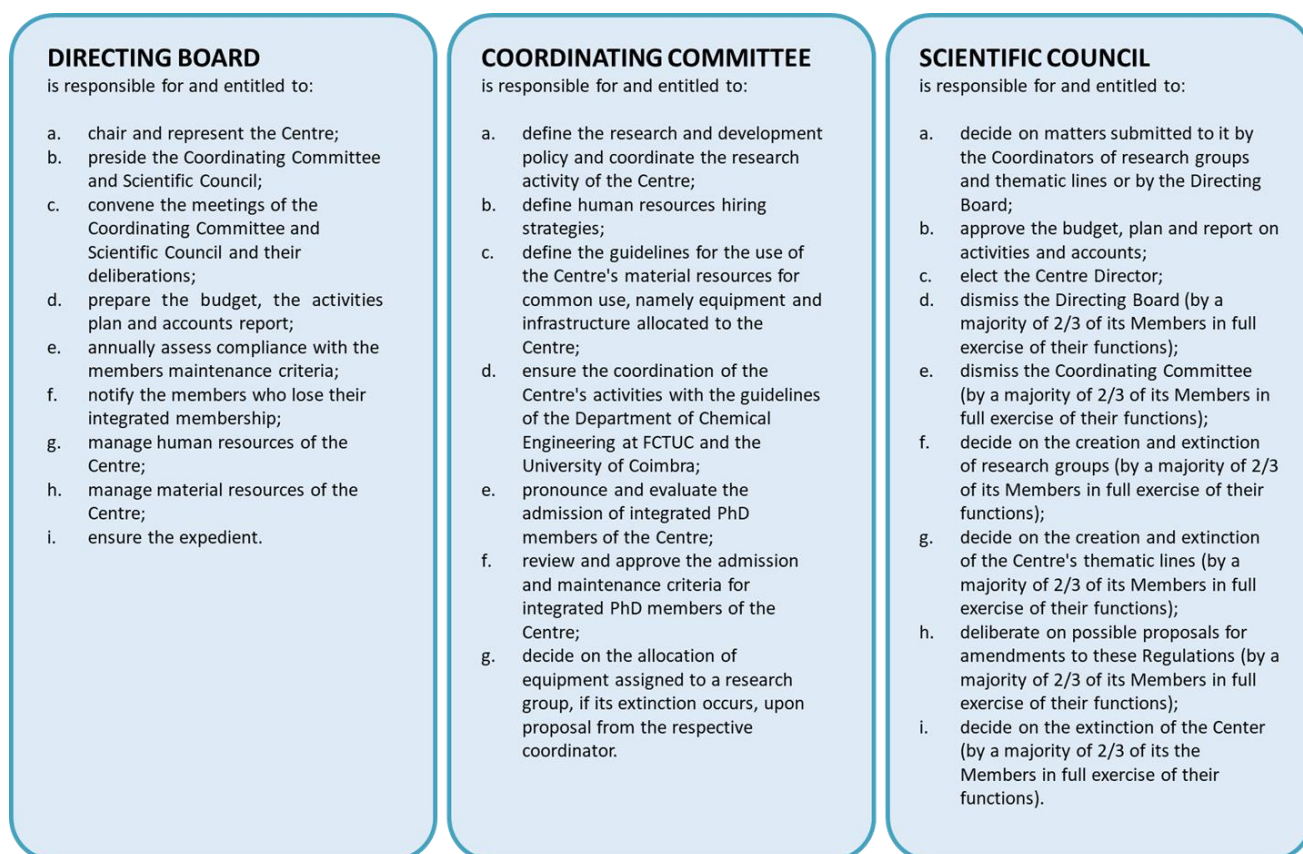 DIRECTING BOARD
is responsible for and entitled to:
a. chair and represent the Centre;
b. preside the Coordinating Committee
and Scientific Council;
c. convene the meetings of the
Coordinating Committee and
Scientific Council and their
deliberations;
d. prepare the budget, the activities
plan and accounts report;
e. annually assess compliance with the
members maintenance criteria;
f. notify the members who lose their
integrated membership;
g. manage human resources of the
Centre;
h. manage material resources of the
Centre;
i. ensure the expedient.
COORDINATING COMMITTEE
is responsible for and entitled to:
a. define the research and development
policy and coordinate the research
activity of the Centre;
b. define human resources hiring
strategies;
c. define the guidelines for the use of
the Centre's material resources for
common use, namely equipment and
infrastructure allocated to the
Centre;
d. ensure the coordination of the
Centre's activities with the guidelines
of the Department of Chemical
Engineering at FCTUC and the
University of Coimbra;
e. pronounce and evaluate the
admission of integrated PhD
members of the Centre;
f. review and approve the admission
and maintenance criteria for
integrated PhD members of the
Centre;
g. decide on the allocation of
equipment assigned to a research
group, if its extinction occurs, upon
proposal from the respective
coordinator.
SCIENTIFIC COUNCIL
is responsible for and entitled to:
a. decide on matters submitted to it by
the Coordinators of research groups
and thematic lines or by the Directing
Board;
b. approve the budget, plan and report on
activities and accounts;
c. elect the Centre Director;
d. dismiss the Directing Board (by a
majority of 2/3 of its Members in full
exercise of their functions);
e. dismiss the Coordinating Committee
(by a majority of 2/3 of its Members in
full exercise of their functions);
f. decide on the creation and extinction
of research groups (by a majority of 2/3
of its Members in full exercise of their
functions);
g. decide on the creation and extinction
of the Centre's thematic lines (by a
majority of 2/3 of its Members in full
exercise of their functions);
h. deliberate on possible proposals for
amendments to these Regulations (by a
majority of 2/3 of its Members in full
exercise of their functions);
i. decide on the extinction of the Center
(by a majority of 2/3 of its the
Members in full exercise of their
functions).